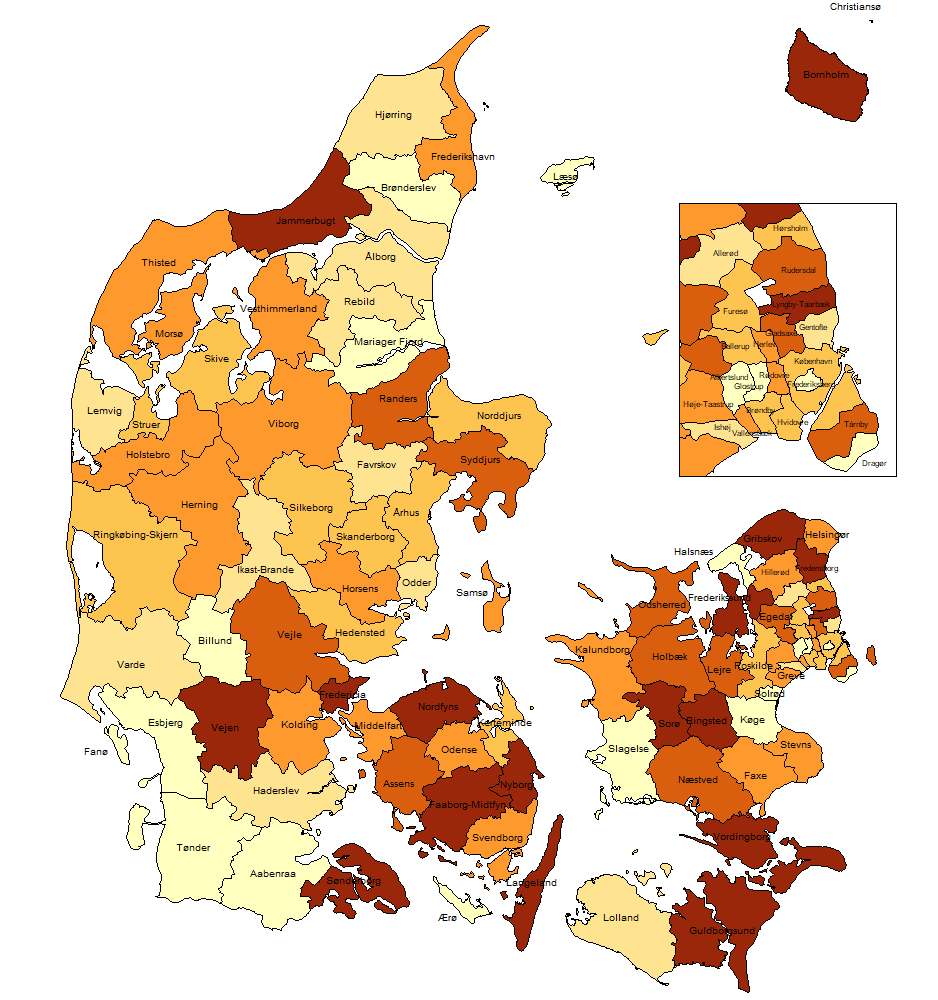 Christiansø
Bornholm
Hjørring
Frederikshavn
Læsø
Brønderslev
Jammerbugt
Ålborg
Thisted
Rebild
Vesthimmerland
Morsø
Mariager Fjord
Skive
Randers
Lemvig
Struer
Viborg
Norddjurs
Holstebro
Favrskov
Syddjurs
Herning
Silkeborg
Århus
Ringkøbing-Skjern
Skanderborg
Ikast-Brande
Horsens
Odder
Samsø
Billund
Vejle
Hedensted
Varde
Fredericia
Esbjerg
Vejen
Kolding
Fanø
Haderslev
Tønder
Aabenraa
Sønderborg
Middelfart
Nordfyns
Kerteminde
Odense
Assens
Nyborg
Faaborg-Midtfyn
Svendborg
Langeland
Ærø
Hørsholm
Allerød
Rudersdal
Lyngby-Taarbæk
Furesø
Gentofte
Gladsaxe
Ballerup
Herlev
København
Albertslund
Rødovre
Glostrup
Frederiksberg
Høje-Taastrup
Brøndby
Hvidovre
Tårnby
Ishøj
Vallensbæk
Dragør
Gribskov
Helsingør
Halsnæs
Hillerød
Fredensborg
Frederikssund
Odsherred
Egedal
Kalundborg
Holbæk
Lejre
Roskilde
Greve
Solrød
Sorø
Ringsted
Køge
Slagelse
Stevns
Næstved
Faxe
Vordingborg
Lolland
Guldborgsund